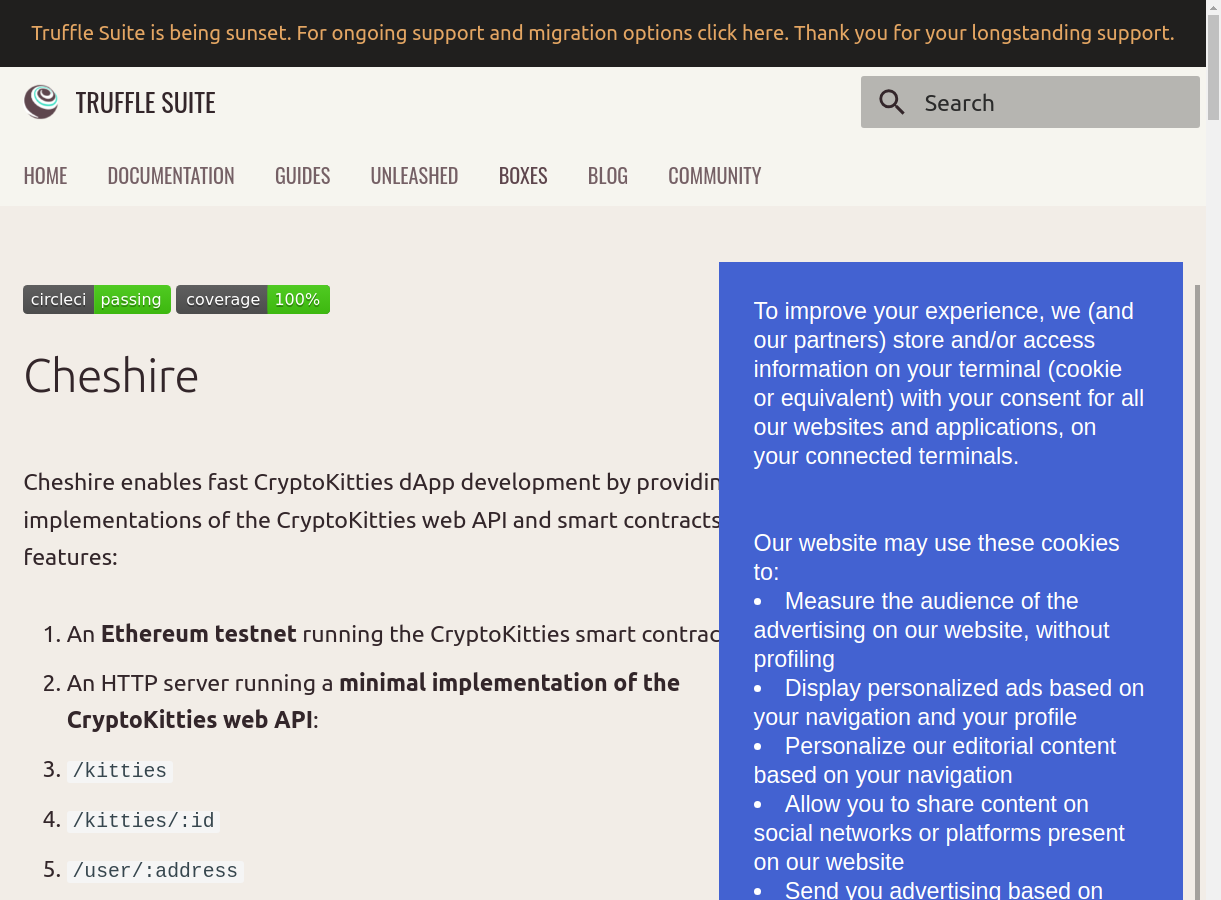 Truffle Suite is being sunset. For ongoing support and migration options click here. Thank you for your longstanding support.
TRUFFLE SUITE
Search
HOME DOCUMENTATION GUIDES UNLEASHED BOXES BLOG COMMUNITY
circleci passing coverage 100%
Cheshire
Cheshire enables fast CryptoKitties dApp development by
implementations of the CryptoKitties web API and smart contracts
features:
1. An Ethereum testnet running the CryptoKitties smart
2. An HTTP server running a minimal implementation of the
CryptoKitties web API:
3. /kitties
4. /kitties/:id
5. /user/:address
To improve your experience, we (and
our partners) store and/or access
information on your terminal (cookie
or equivalent) with your consent for all
our websites and applications, on
your connected terminals.
Our website may use these cookies
to:
• Measure the audience of the
advertising on our website, without
profiling
• Display personalized ads based on
your navigation and your profile
• Personalize our editorial content
based on your navigation
• Allow you to share content on
social networks or platforms present
on our website
• Send you advertising based on